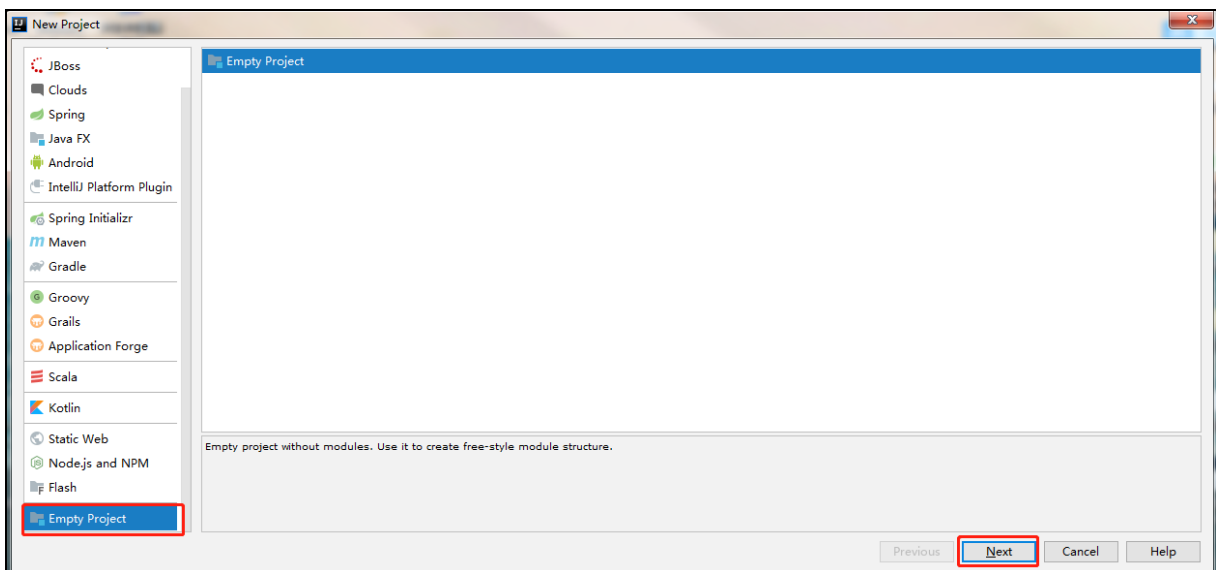 New Project
JBoss
Clouds
Spring
Java FX
Android
IntelliJ Platform Plugin
Spring Initializr
Maven
Gradle
Groovy
Grails
Application Forge
Scala
Kotlin
Static Web
Node.js and NPM
Flash
Empty Project
Empty Project
Empty project without modules. Use it to create free-style module structure.
Previous Next Cancel Help